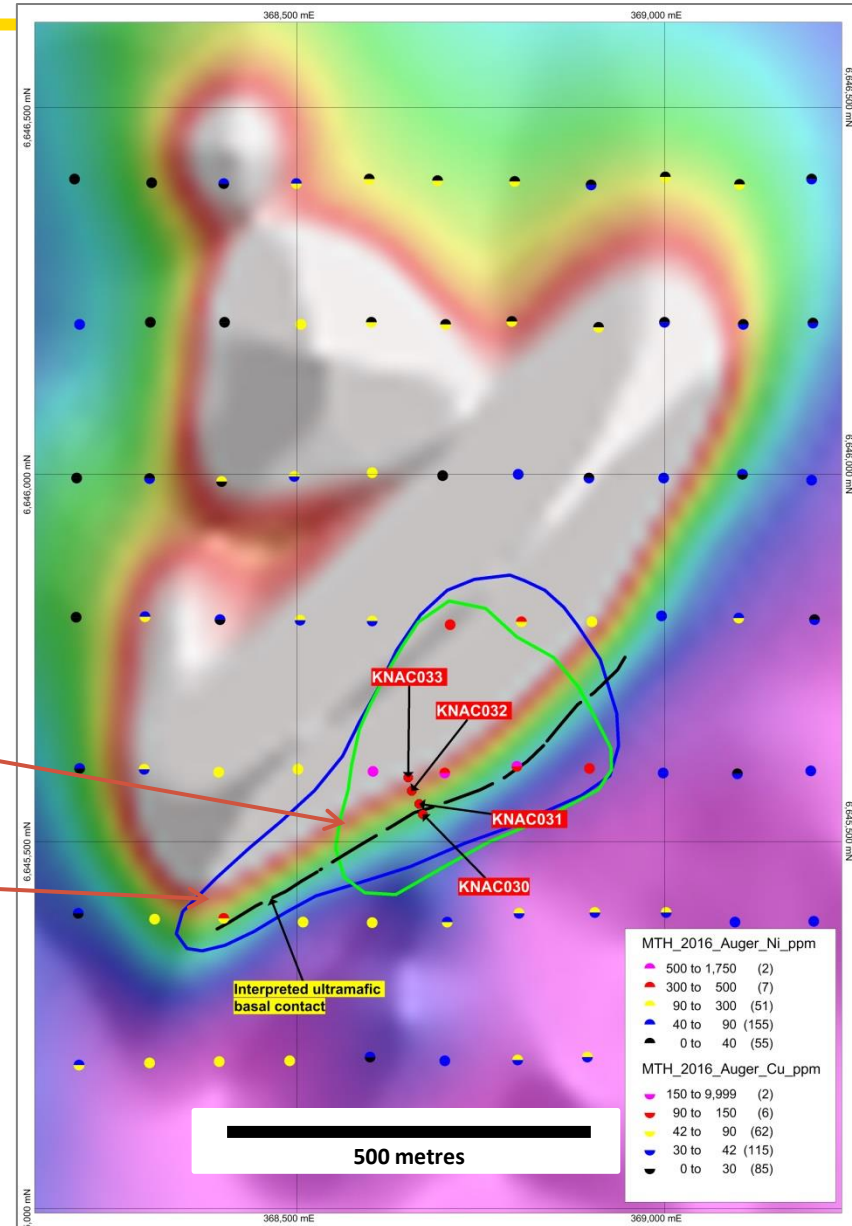 368,500 mE
369,000 mE
6,646,500 mN
6,646,500 mN
6,646,000 mN
6,646,000 mN
KNAC033
KNAC032
KNAC031
KNAC030
6,645,500 mN
6,645,500 mN
Interpreted ultramafic
basal contact
MTH_2016_Auger_Ni_ppm
500 to 1,750 (2)
300 to 500 (7)
90 to 300 (51)
40 to 90 (155)
0 to 40 (55)
MTH_2016_Auger_Cu_ppm
150 to 9,999 (2)
90 to 150 (6)
42 to 90 (62)
30 to 42 (115)
0 to 30 (85)
500 metres
368,500 mE
369,000 mE